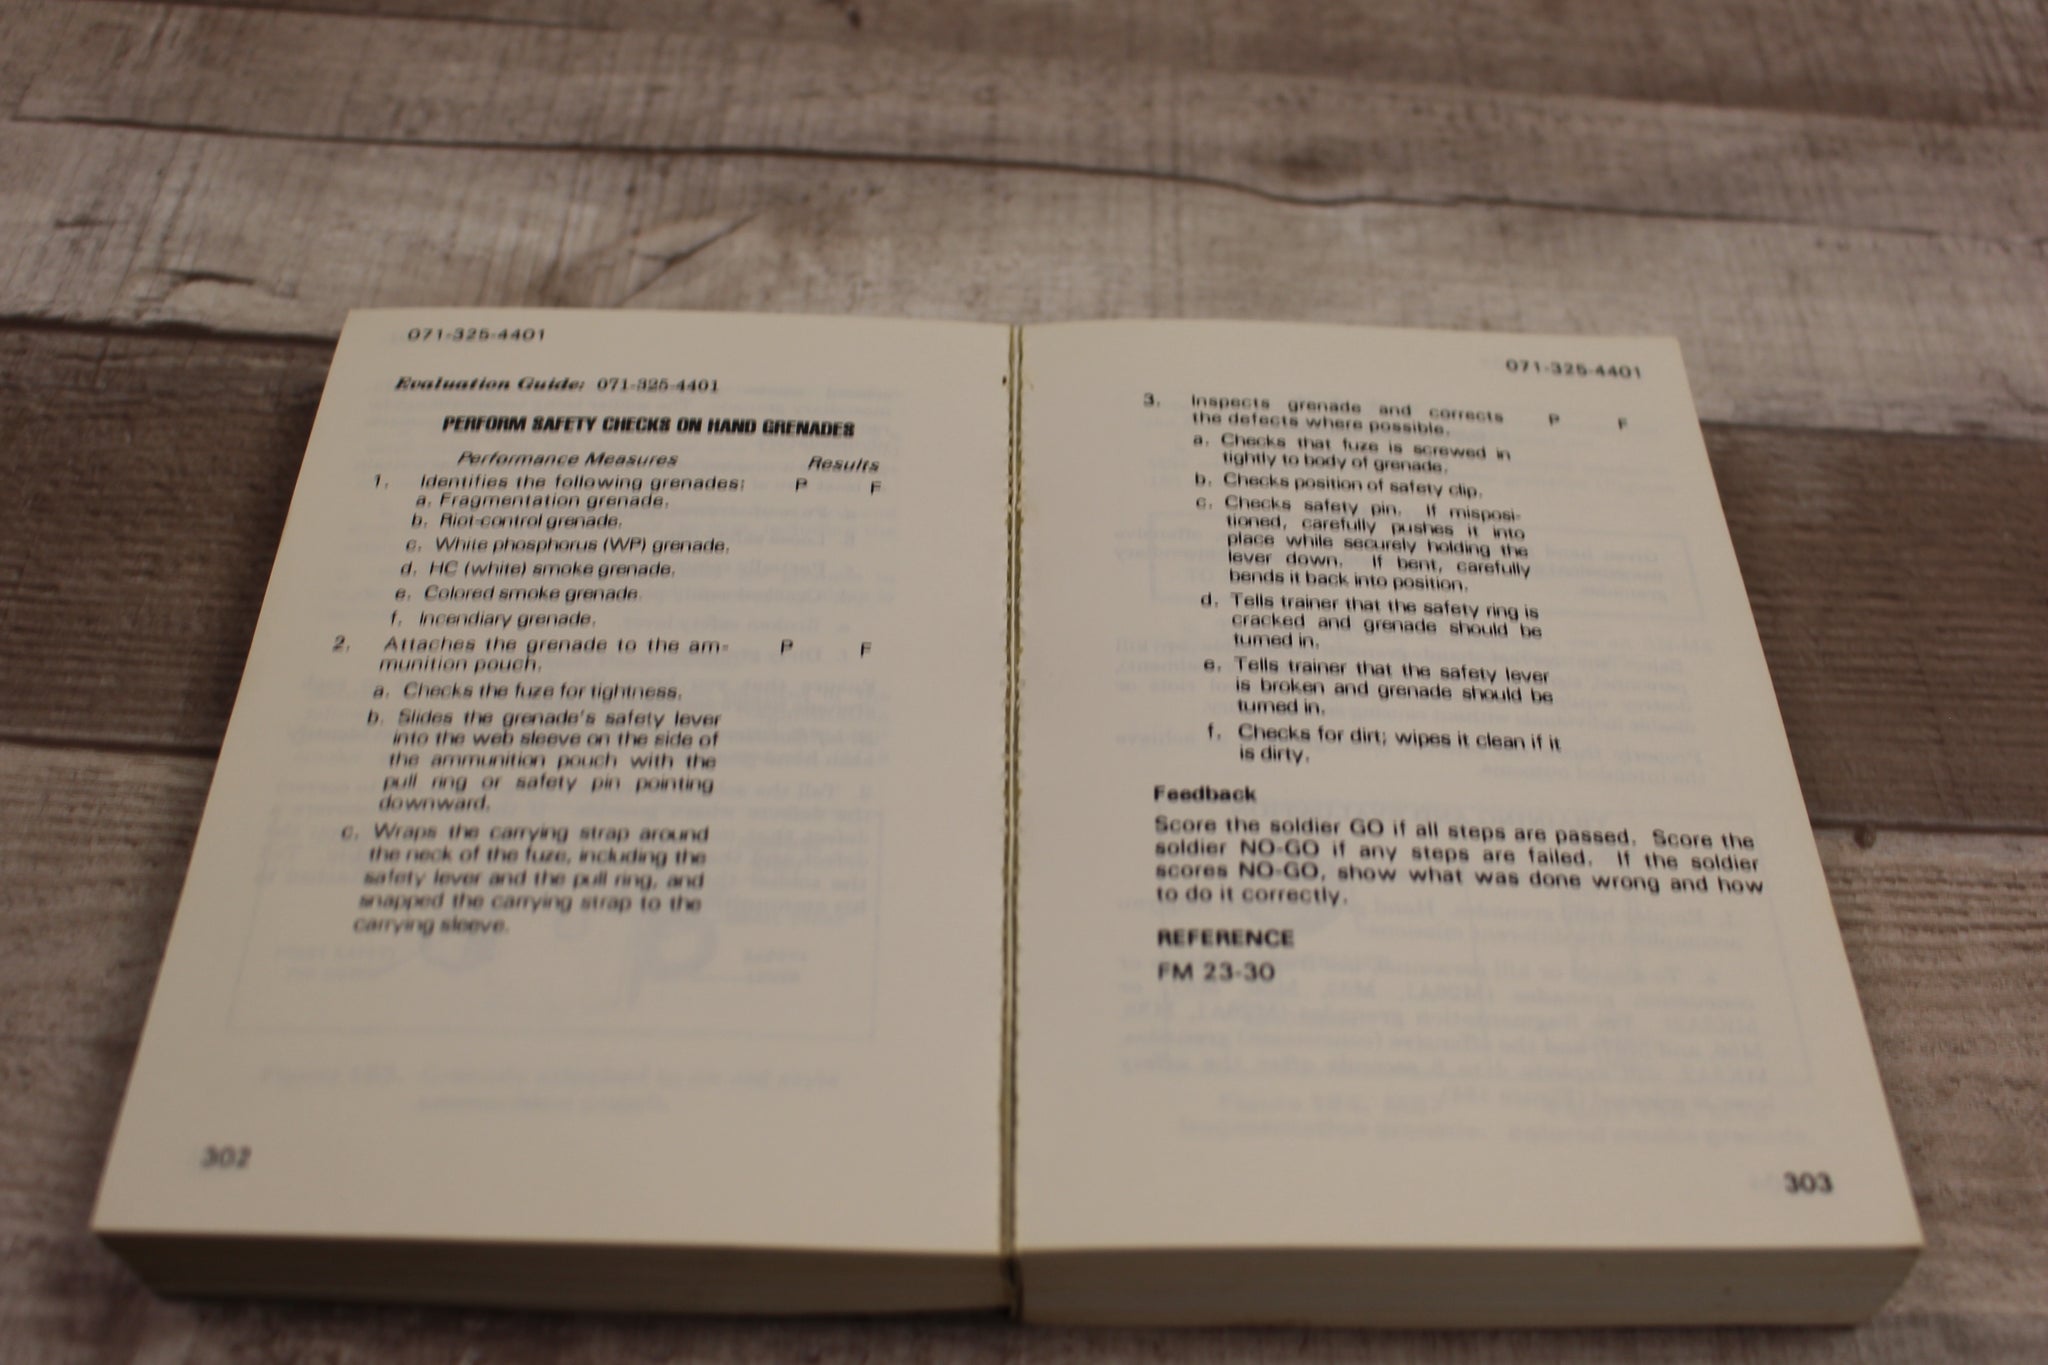 071-325-4401
Evaluation Guide: 071-325-4401
PERFORM SAFETY CHECKS ON HAND GRENADES
Performance Measures Results
1. Identifies the following grenades: P F
a. Fragmentation grenade.
b. Riot-control grenade.
c. White phosphorus (WP) grenade.
d. HC (white) smoke grenade.
e. Colored smoke grenade.
f. Incendiary grenade.
2. Attaches the grenade to the am- P F
munition pouch.
a. Checks the fuze for tightness.
b. Slides the grenade's safety lever
into the web sleeve on the side of
the ammunition pouch with the
pull ring or safety pin pointing
downward.
c. Wraps the carrying strap around
the neck of the fuze, including the
safety lever and the pull ring, and
snapped the carrying strap to the
carrying sleeve.
302
071-325-4401
3. Inspects grenade and corrects P F
the defects where possible.
a. Checks that fuze is screwed in
tightly to body of grenade.
b. Checks position of safety clip.
c. Checks safety pin. If misposi-
tioned, carefully pushes it into
place while securely holding the
lever down. If bent, carefully
bends it back into position.
d. Tells trainer that the safety ring is
cracked and grenade should be
turned in.
e. Tells trainer that the safety lever
is broken and grenade should be
turned in.
f. Checks for dirt; wipes it clean if it
is dirty.
Feedback
Score the soldier GO if all steps are passed. Score the
soldier NO-GO if any steps are failed. If the soldier
scores NO-GO, show what was done wrong and how
to do it correctly.
REFERENCE
FM 23-30
303